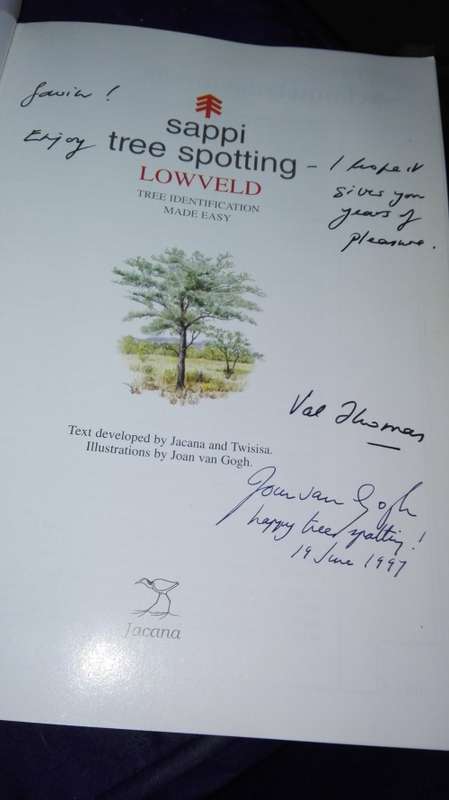 Gavin !
Enjoy
sappi
tree spotting
LOWVELD
TREE IDENTIFICATION
MADE EASY
– I hope it
gives you
years of
pleasure.
Text developed by Jacana and Twisisa.
Illustrations by Joan van Gogh.
Val Thomas
Joan van Gogh
happy tree spotting!
19 June 1997
Jacana